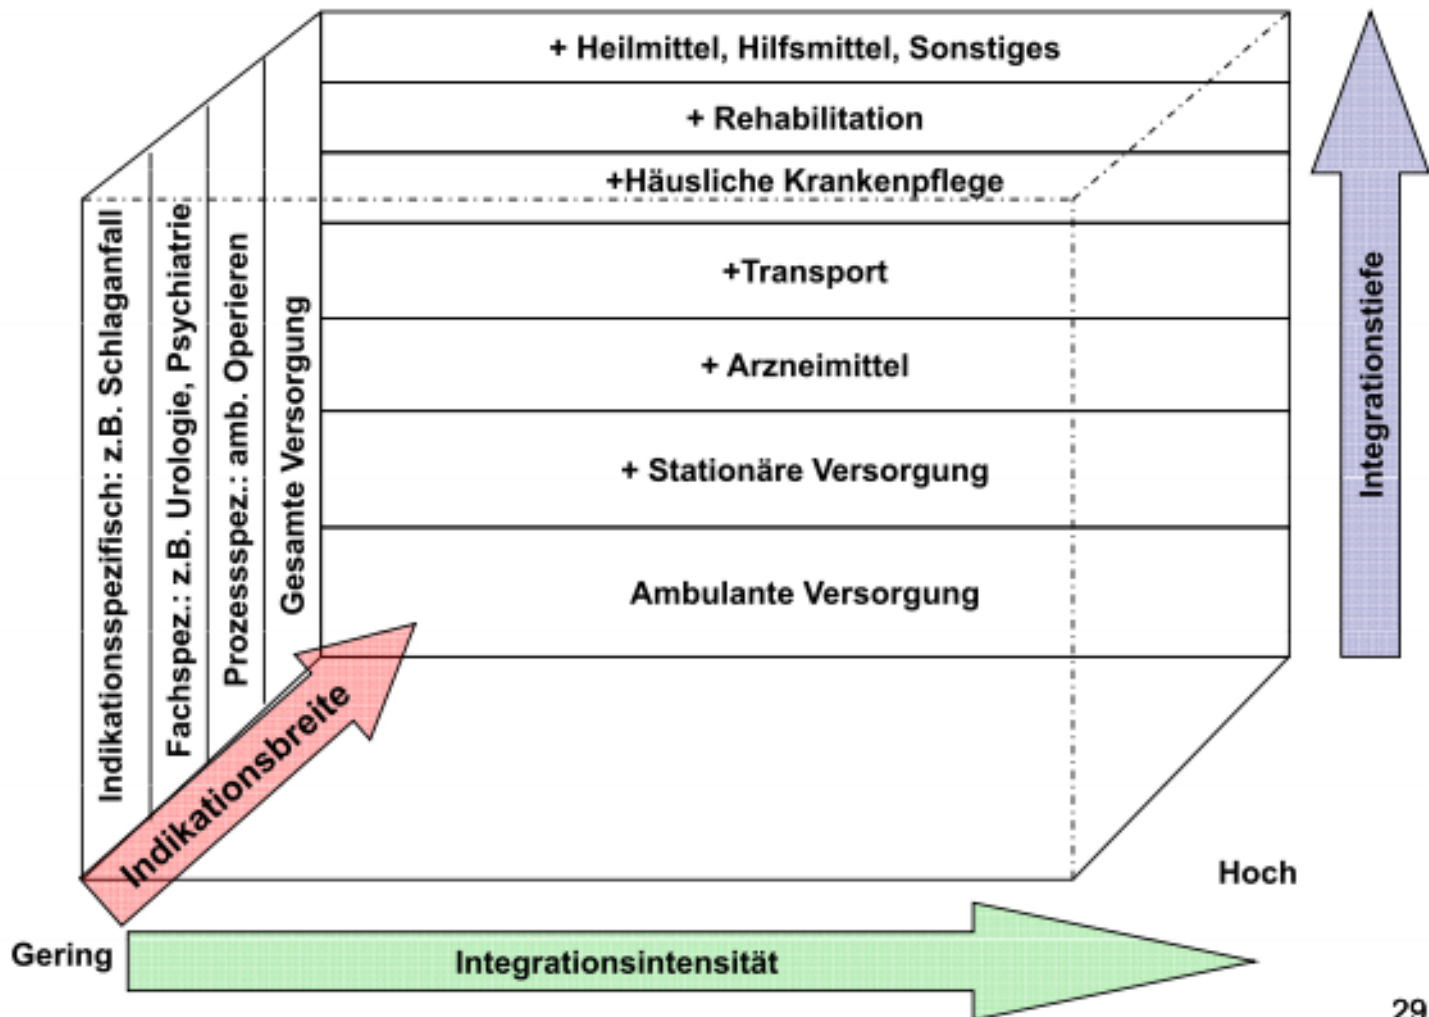 + Heilmittel, Hilfsmittel, Sonstiges
+ Rehabilitation
+Häusliche Krankenpflege
+Transport
+ Arzneimittel
+ Stationäre Versorgung
Ambulante Versorgung
Indikationsspezifisch: z.B. Schlaganfall
Fachspez.: z.B. Urologie, Psychiatrie
Prozessspez.: amb. Operieren
Gesamte Versorgung
Indikationsbreite
Integrationstiefe
Hoch
Gering
Integrationsintensität
29